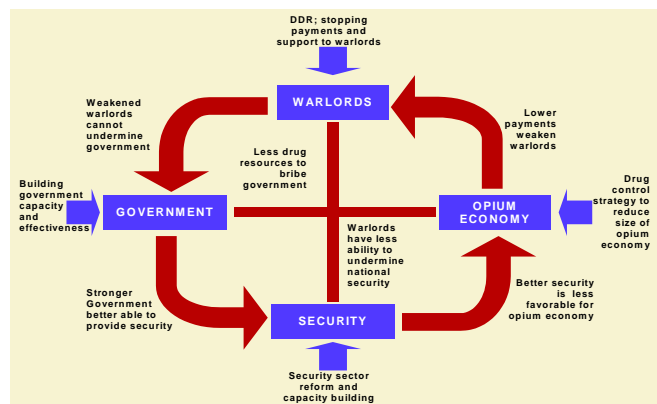 DDR; stopping
payments and
support to warlords
WARLORDS
Weakened
warlords
cannot
undermine
government
Lower
payments
weaken
warlords
Less drug
resources to
bribe
government
Building
government
capacity
and
effectiveness
GOVERNMENT
OPIUM
ECONOMY
Drug
control
strategy to
reduce
size of
opium
economy
Warlords
have less
ability to
undermine
national
security
Stronger
Government
better able to
provide security
Better security
is less
favorable for
opium economy
SECURITY
Security sector
reform and
capacity building